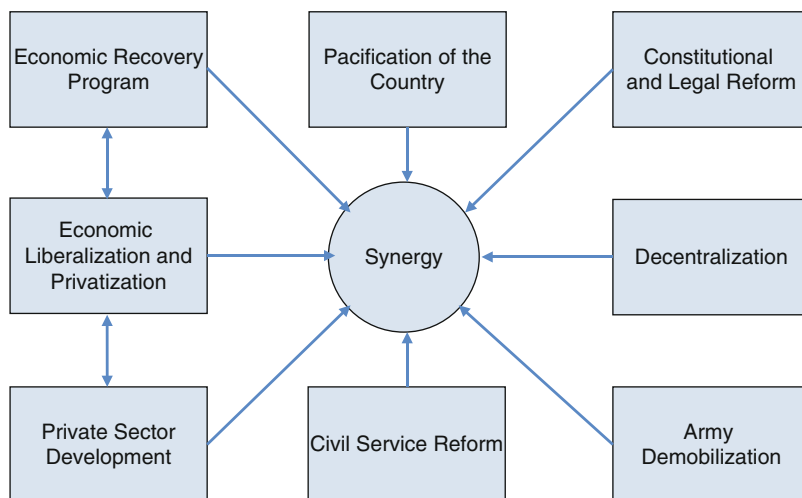 Economic Recovery
Program
Pacification of the
Country
Constitutional
and Legal Reform
Economic
Liberalization and
Privatization
Synergy
Decentralization
Private Sector
Development
Civil Service Reform
Army
Demobilization